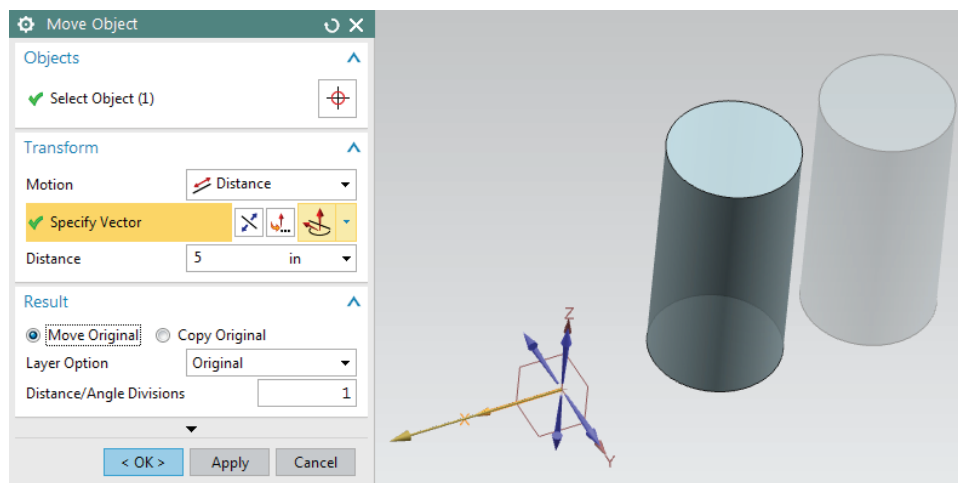 Move Object
Objects
Select Object (1)
Transform
Motion
Distance
Specify Vector
Distance
5 in
Result
Move Original
Copy Original
Layer Option
Original
Distance/Angle Divisions
1
< OK >
Apply
Cancel
Z
X
Y